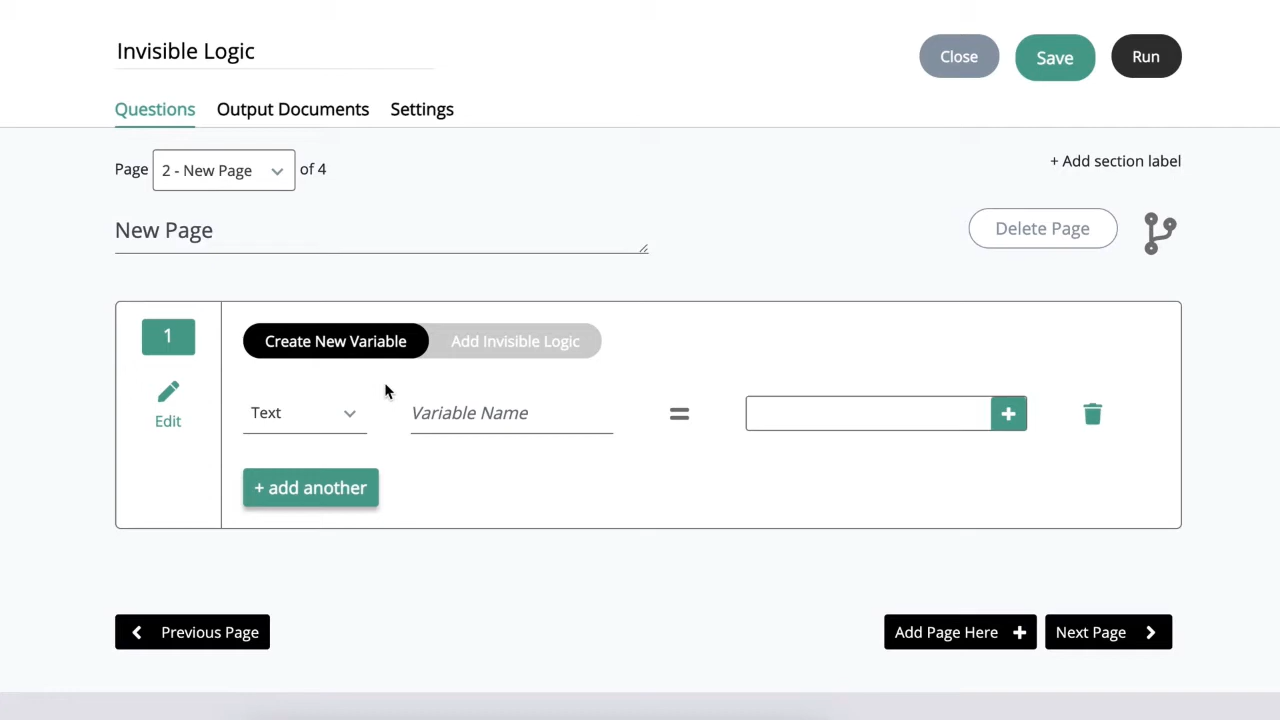 Invisible Logic
Close
Save
Run
Questions
Output Documents
Settings
Page
2 - New Page
of 4
+ Add section label
New Page
Delete Page
1
Create New Variable
Add Invisible Logic
Edit
Text
Variable Name
=
+
+ add another
Previous Page
Add Page Here +
Next Page